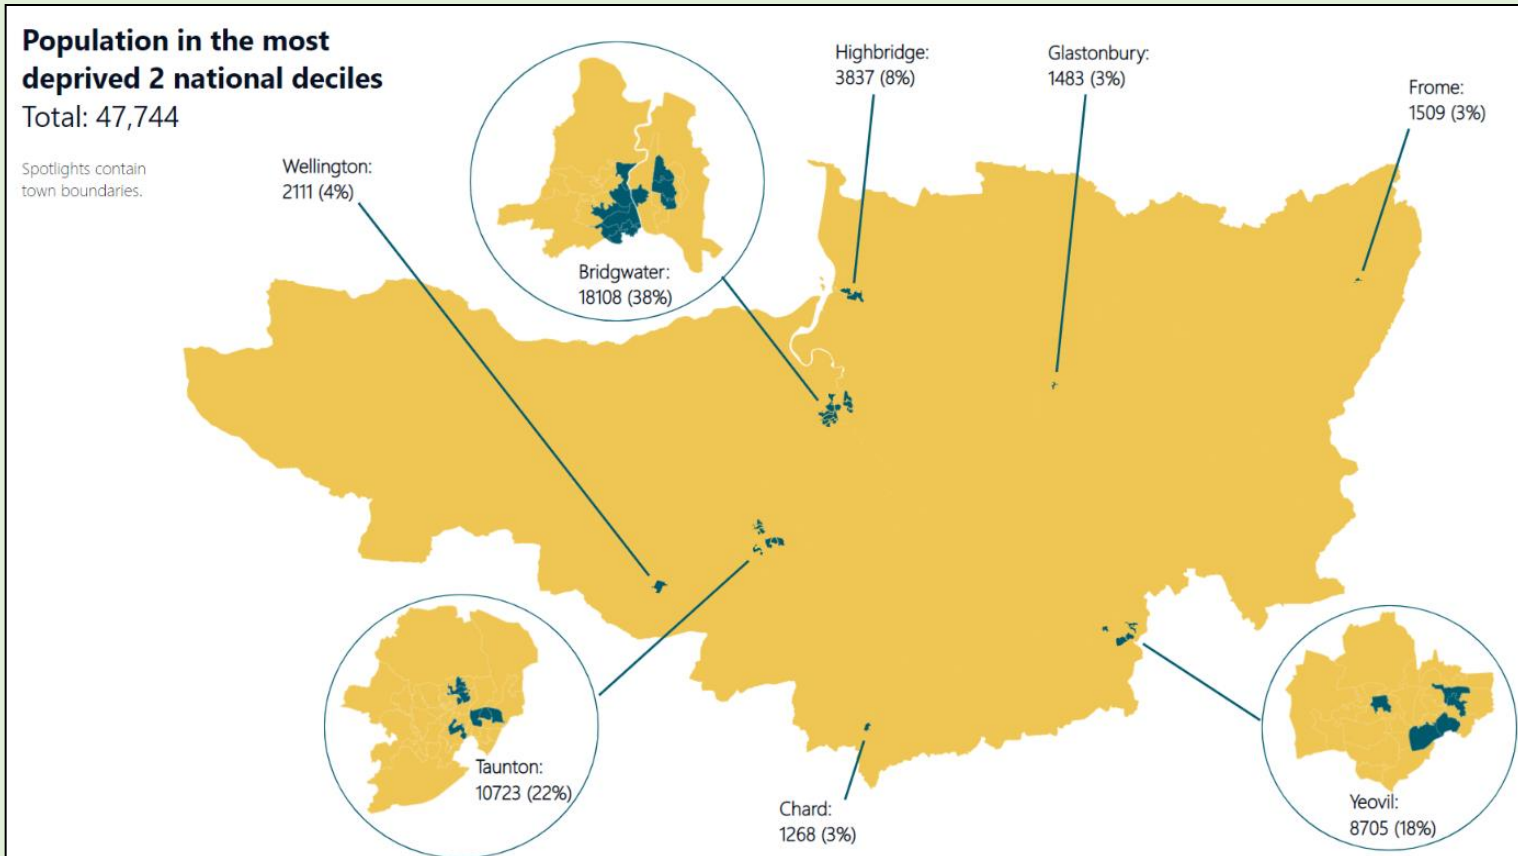 Population in the most
deprived 2 national deciles
Total: 47,744
Spotlights contain
town boundaries.
Wellington:
2111 (4%)
Bridgwater:
18108 (38%)
Highbridge:
3837 (8%)
Glastonbury:
1483 (3%)
Frome:
1509 (3%)
Taunton:
10723 (22%)
Chard:
1268 (3%)
Yeovil:
8705 (18%)